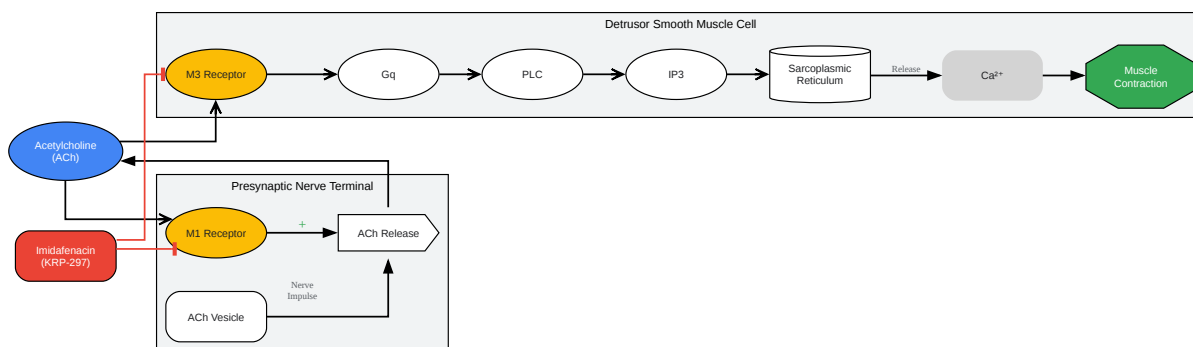 Detrusor Smooth Muscle Cell
M3 Receptor
Gq
PLC
IP3
Sarcoplasmic
Reticulum
Release
Ca²⁺
Muscle
Contraction
Acetylcholine
(ACh)
Presynaptic Nerve Terminal
M1 Receptor
+
ACh Release
Imidafenacin
(KRP-297)
Nerve
Impulse
ACh Vesicle